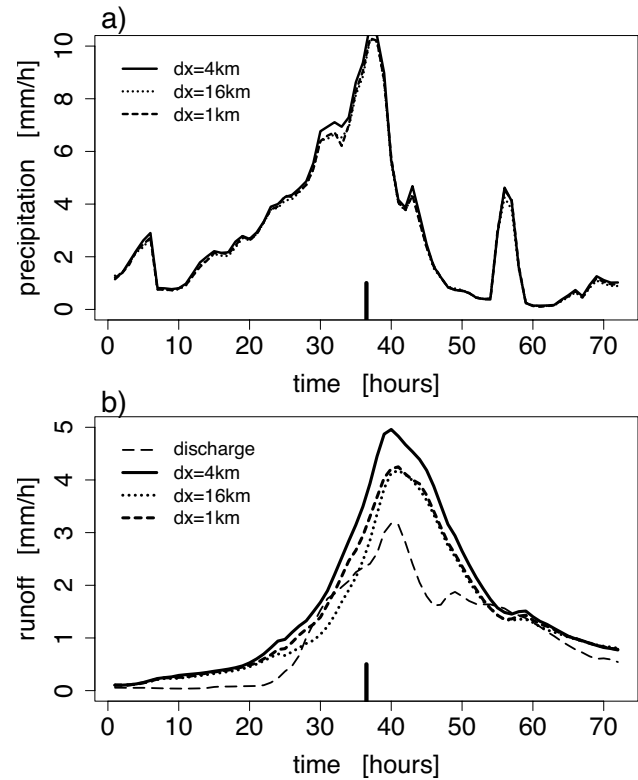 a)
precipitation [mm/h]
10
8
6
4
2
0
dx=4km
dx=16km
dx=1km
0 10 20 30 40 50 60 70
time [hours]
b)
runoff [mm/h]
5
4
3
2
1
0
discharge
dx=4km
dx=16km
dx=1km
0 10 20 30 40 50 60 70
time [hours]